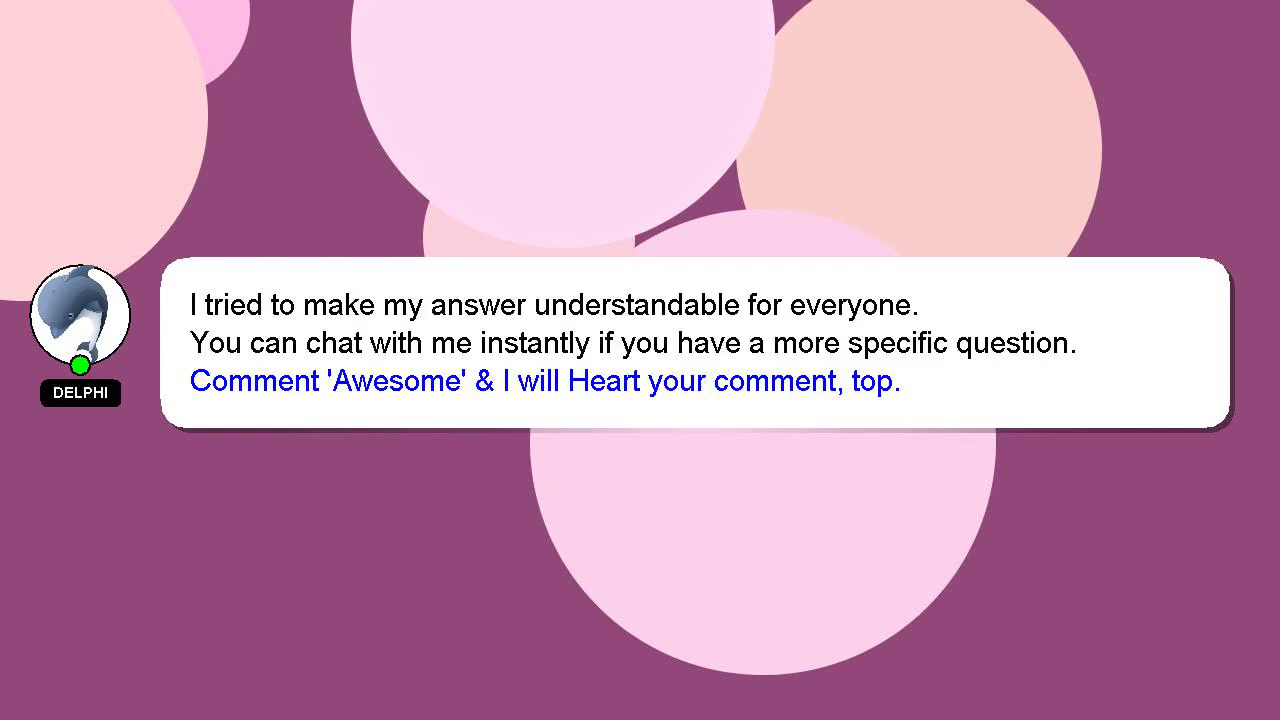 I tried to make my answer understandable for everyone.
You can chat with me instantly if you have a more specific question.
Comment 'Awesome' & I will Heart your comment, top.
DELPHI